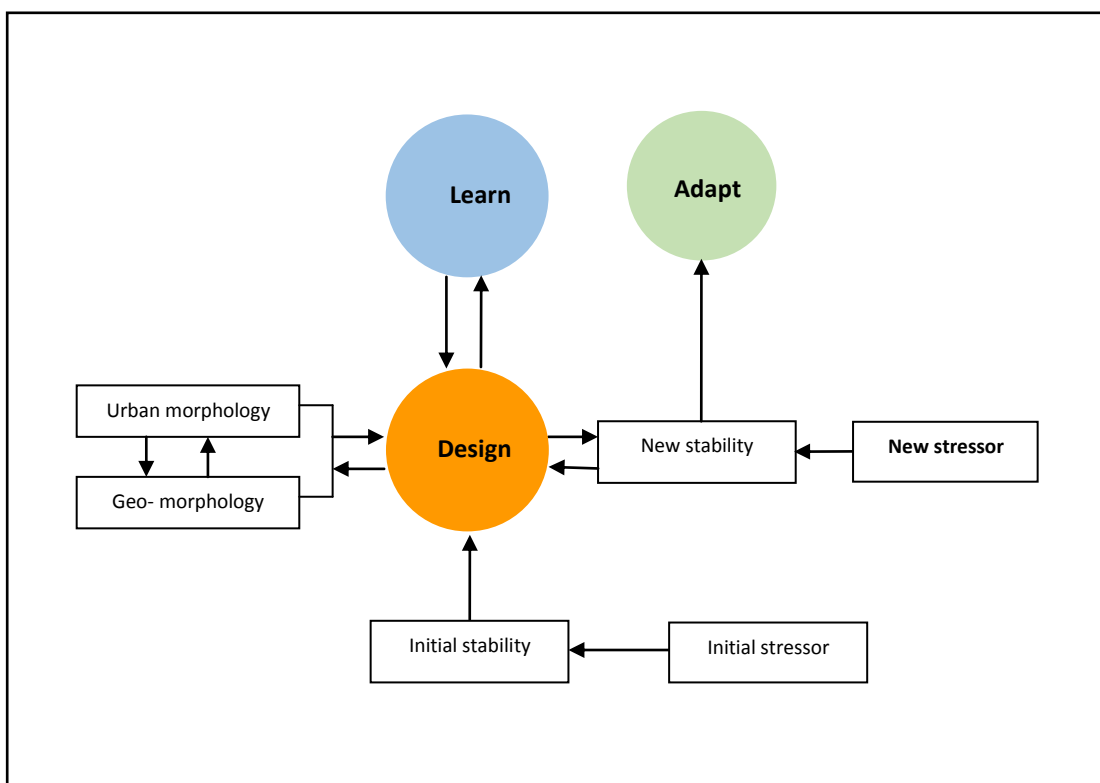 Learn
Adapt
Urban morphology
Design
New stability
New stressor
Geo- morphology
Initial stability
Initial stressor